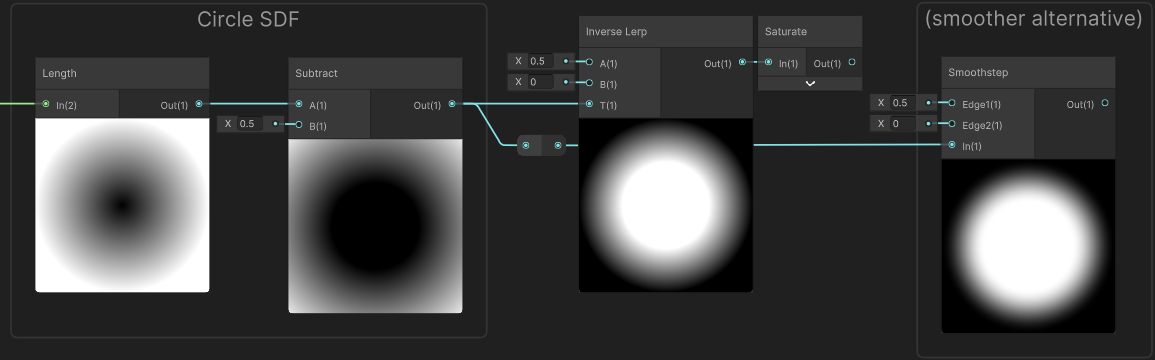 Circle SDF
Length
In(2) Out(1)
Subtract
A(1) Out(1)
X 0.5 B(1)
Inverse Lerp
X 0.5 A(1) Out(1)
X 0 B(1)
T(1)
Saturate
In(1) Out(1)
(smoother alternative)
Smoothstep
X 0.5 Edge1(1) Out(1)
X 0 Edge2(1)
In(1)